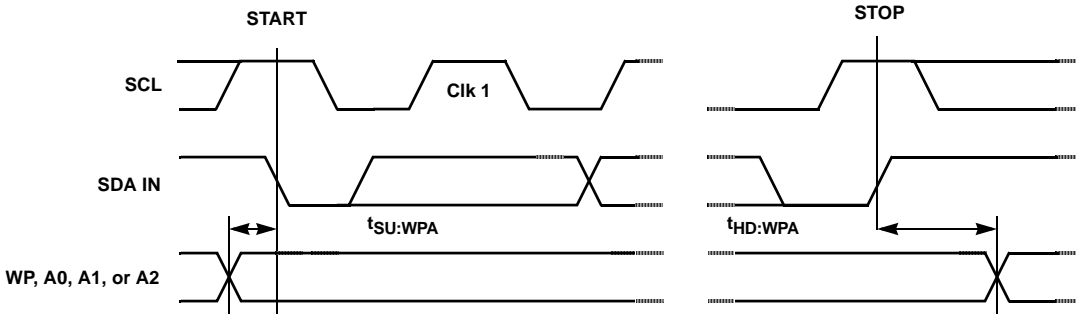 START
STOP
SCL
Clk 1
SDA IN
tSU:WPA
tHD:WPA
WP, A0, A1, or A2